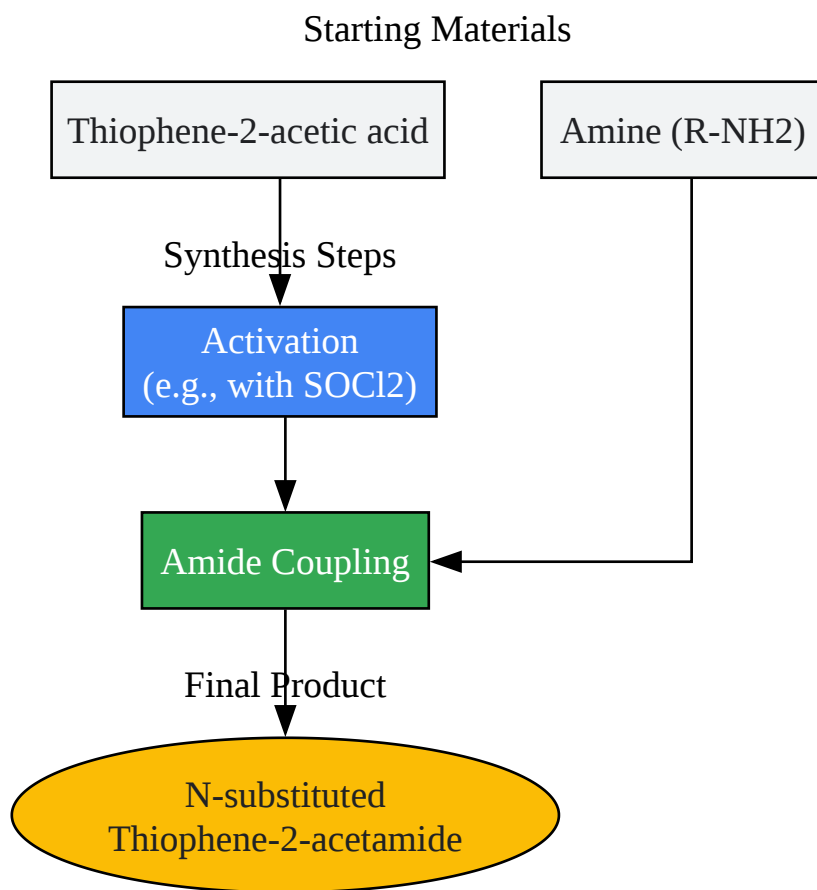 Starting Materials
Thiophene-2-acetic acid
Amine (R-NH2)
Synthesis Steps
Activation
(e.g., with SOCl2)
Amide Coupling
Final Product
N-substituted
Thiophene-2-acetamide